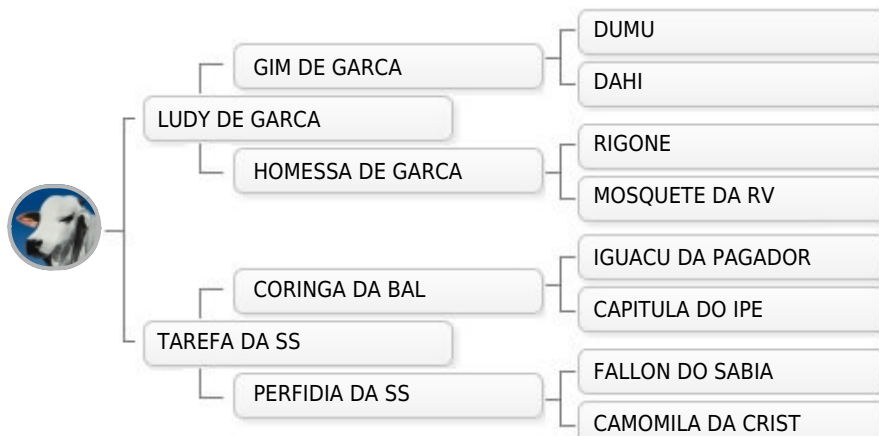 DUMU
GIM DE GARCA
DAHI
LUDY DE GARCA
RIGONE
HOMESSA DE GARCA
MOSQUETE DA RV
IGUACU DA PAGADOR
CORINGA DA BAL
CAPITULA DO IPE
TAREFA DA SS
FALLON DO SABIA
PERFIDIA DA SS
CAMOMILA DA CRIST